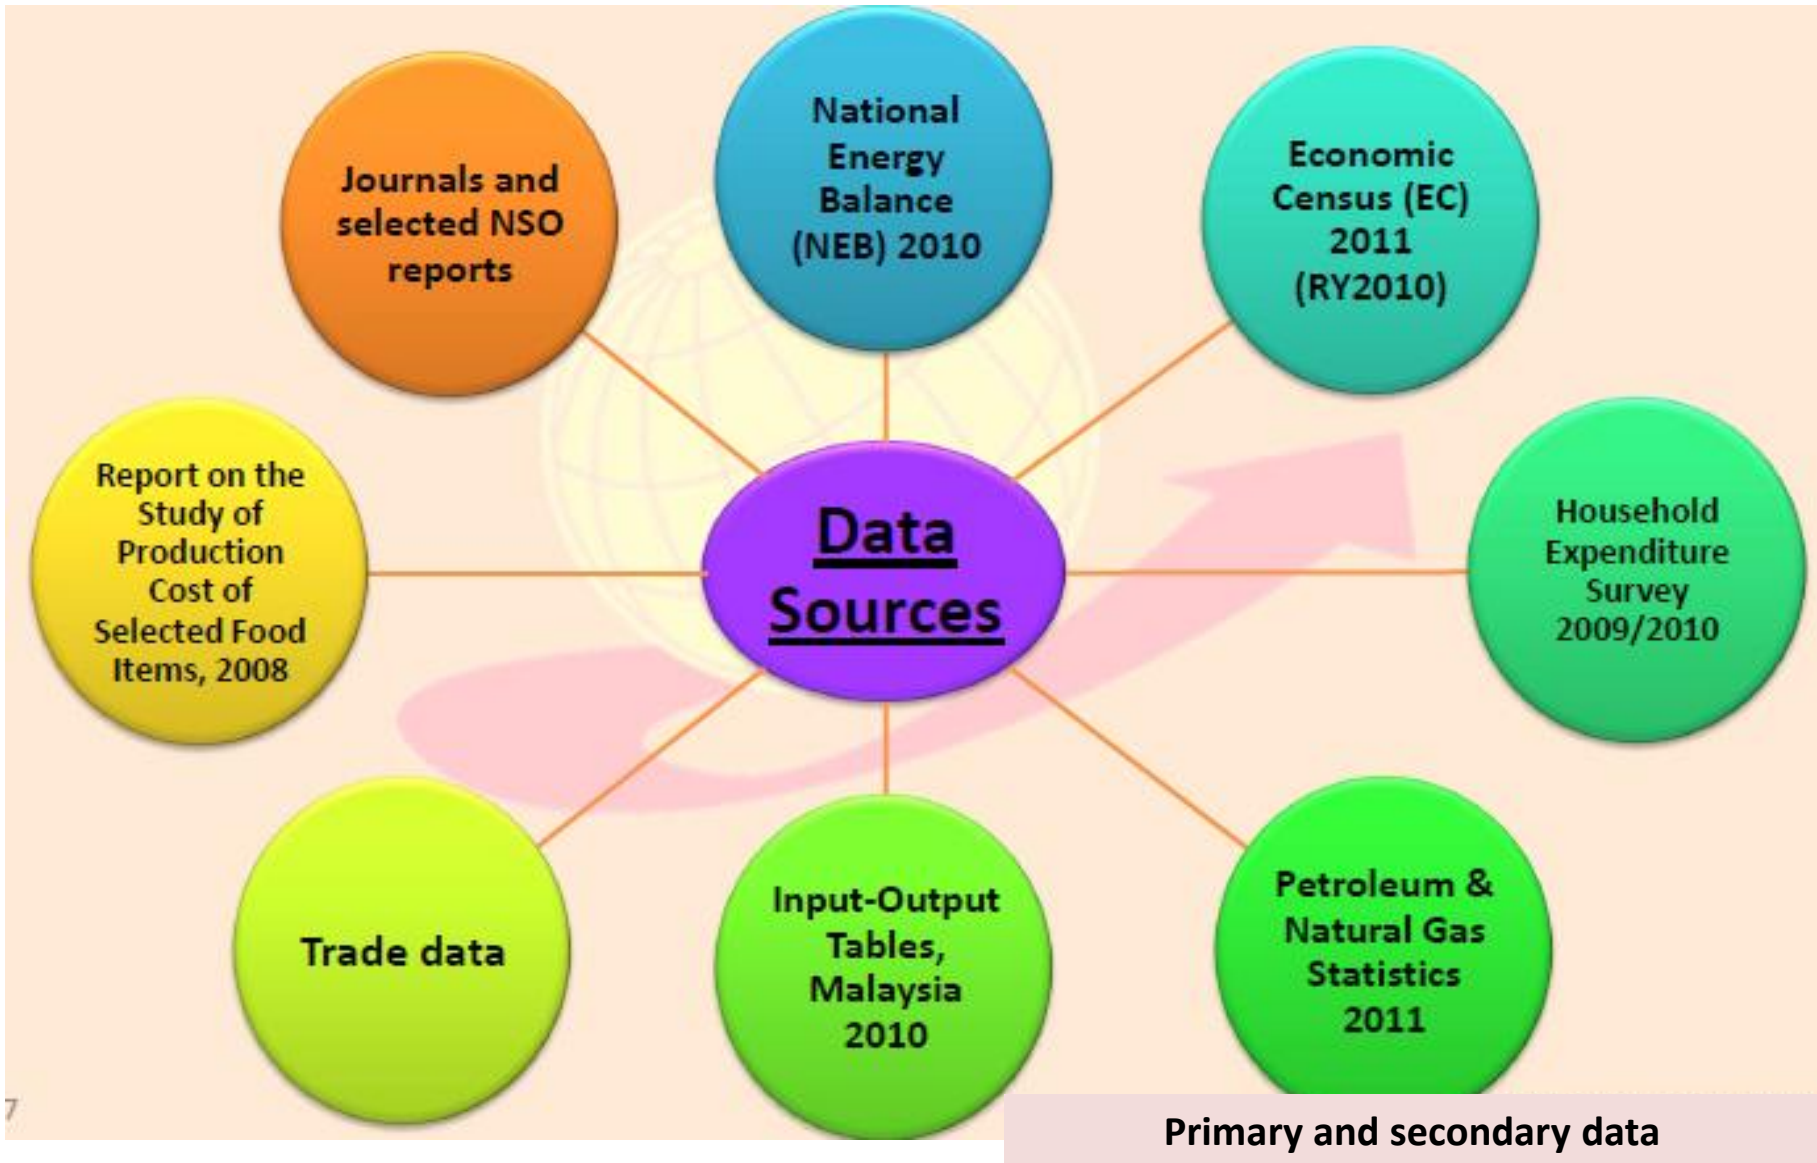 National
Energy
Balance
(NEB) 2010
Economic
Census (EC)
2011
(RY2010)
Journals and
selected NSO
reports
Report on the
Study of
Production
Cost of
Selected Food
Items, 2008
Data
Sources
Household
Expenditure
Survey
2009/2010
Trade data
Input-Output
Tables,
Malaysia
2010
Petroleum &
Natural Gas
Statistics
2011
7
Primary and secondary data